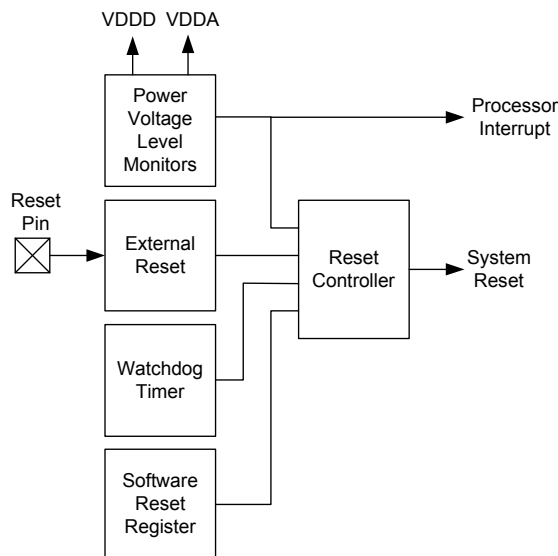 VDDD VDDA
Power
Voltage
Level
Monitors
Processor
Interrupt
Reset
Pin
External
Reset
Reset
Controller
System
Reset
Watchdog
Timer
Software
Reset
Register